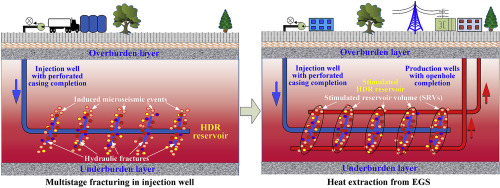 Overburden layer
Injection well
with perforated
casing completion
Induced microseismic events
HDR
reservoir
Hydraulic fractures
Underburden layer
Multistage fracturing in injection well
Overburden layer
Injection well
with perforated
casing completion
Stimulated
HDR reservoir
Production wells
with openhole
completion
Stimulated reservoir volume (SRVs)
Underburden layer
Heat extraction from EGS